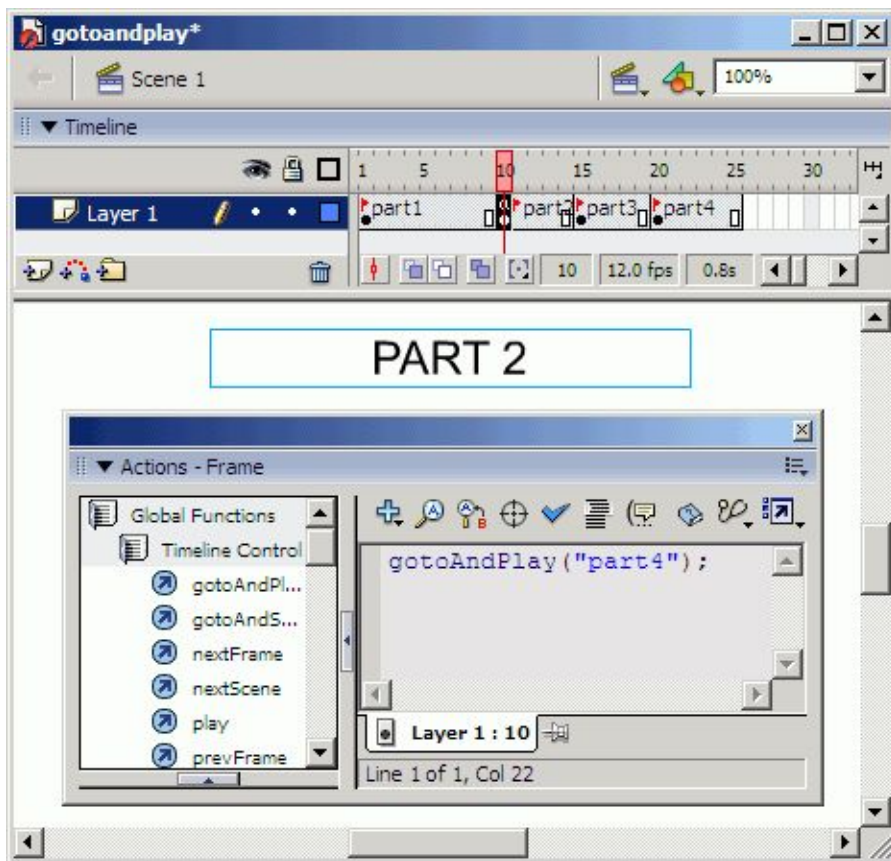 gotoandplay*
Scene 1
100%
Timeline
1 5 10 15 20 25 30
Layer 1
part1 part2 part3 part4
10 12.0 fps 0.8s
PART 2
Actions - Frame
Global Functions
Timeline Control
gotoAndPl...
gotoAndS...
nextFrame
nextScene
play
prevFrame
gotoAndPlay("part4");
Layer 1 : 10
Line 1 of 1, Col 22